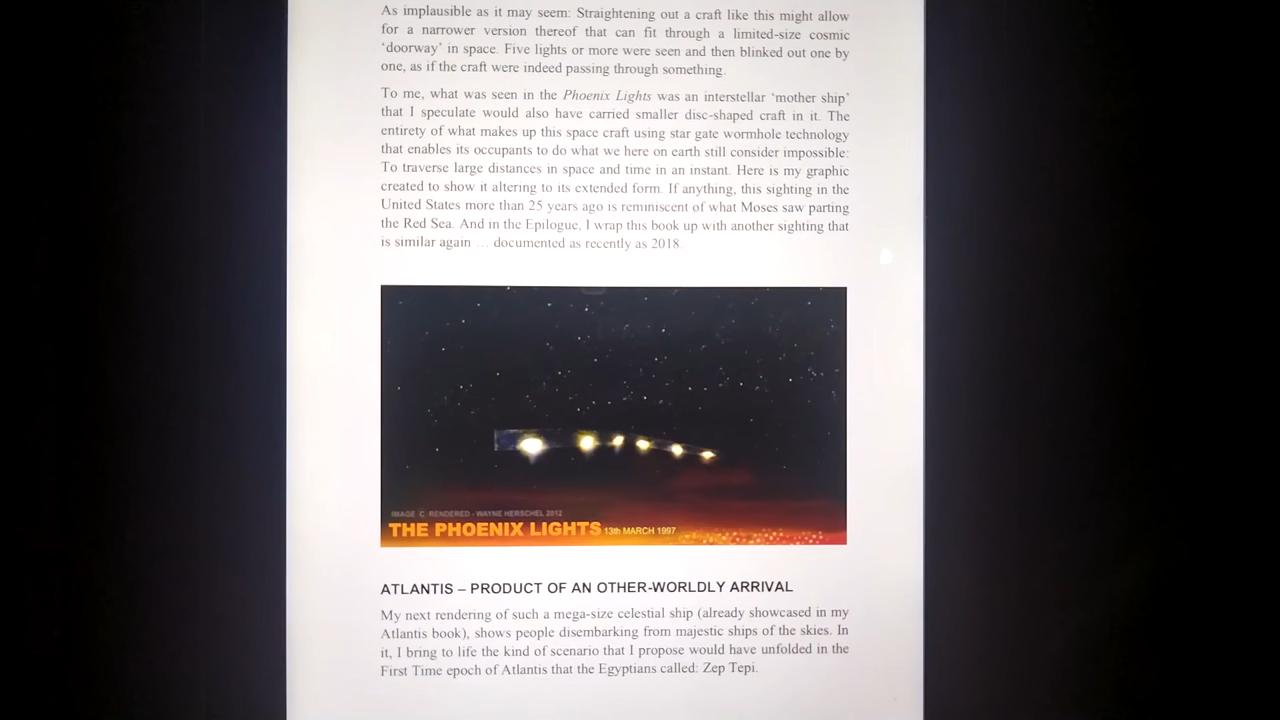 As implausible as it may seem: Straightening out a craft like this might allow
for a narrower version thereof that can fit through a limited-size cosmic
‘doorway’ in space. Five lights or more were seen and then blinked out one by
one, as if the craft were indeed passing through something.
To me, what was seen in the Phoenix Lights was an interstellar ‘mother ship’
that I speculate would also have carried smaller disc-shaped craft in it. The
entirety of what makes up this space craft using star gate wormhole technology
that enables its occupants to do what we here on earth still consider impossible:
To traverse large distances in space and time in an instant. Here is my graphic
created to show it altering to its extended form. If anything, this sighting in the
United States more than 25 years ago is reminiscent of what Moses saw parting
the Red Sea. And in the Epilogue, I wrap this book up with another sighting that
is similar again … documented as recently as 2018.
IMAGE C RENDERED - WAYNE HERSCHEL 2012
THE PHOENIX LIGHTS 13th MARCH 1997
ATLANTIS – PRODUCT OF AN OTHER-WORLDLY ARRIVAL
My next rendering of such a mega-size celestial ship (already showcased in my
Atlantis book), shows people disembarking from majestic ships of the skies. In
it, I bring to life the kind of scenario that I propose would have unfolded in the
First Time epoch of Atlantis that the Egyptians called: Zep Tepi.